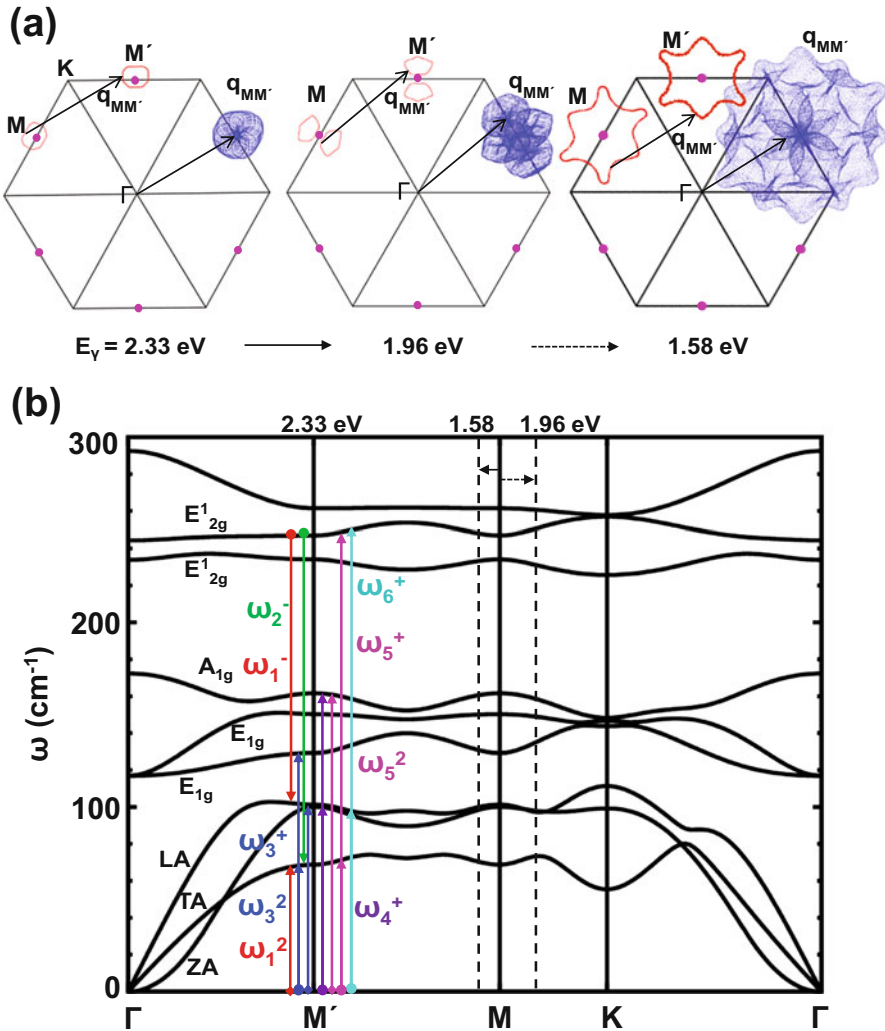 (a)
K M´ M q_MM´ q_MM´ Γ
M´ M q_MM´ q_MM´ Γ
M´ M q_MM´ q_MM´ Γ
E_γ = 2.33 eV 1.96 eV 1.58 eV
(b)
2.33 eV 1.58 1.96 eV
300
E¹_2g
E¹_2g
ω₆⁺
ω₂⁻
200
ω₅⁺
A_1g ω₁⁻
ω (cm⁻¹)
E_1g
ω₅²
E_1g
100
ω₃⁺
LA
TA ω₃² ω₄⁺
ω₁²
ZA
0
Γ M´ M K Γ